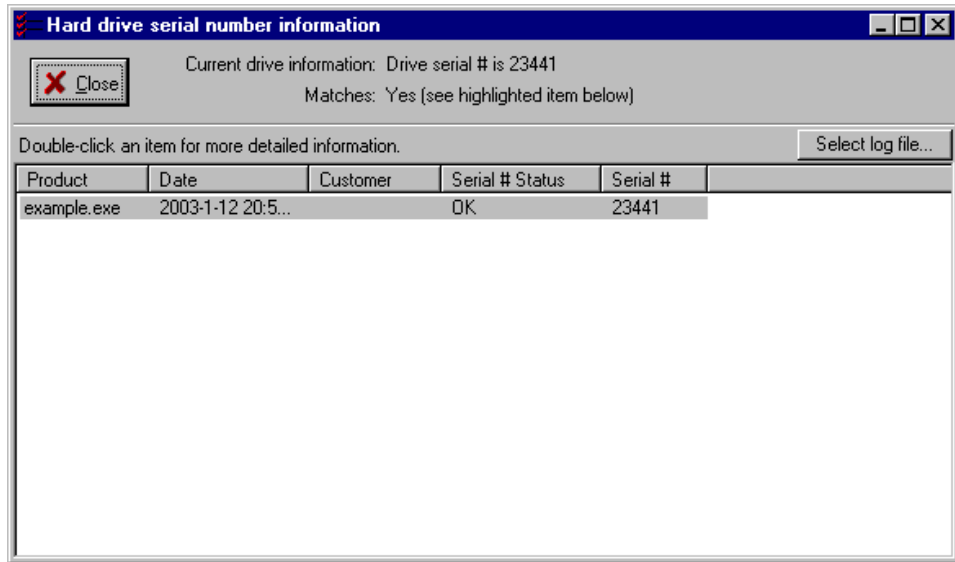 Hard drive serial number information
Close
Current drive information: Drive serial # is 23441
Matches: Yes (see highlighted item below)
Double-click an item for more detailed information.
Select log file...
Product Date Customer Serial # Status Serial #
example.exe 2003-1-12 20:5... OK 23441